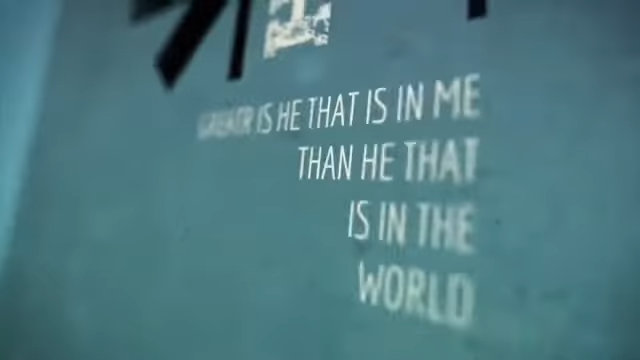 IS HE THAT IS IN ME
THAN HE THAT
IS IN THE
WORLD